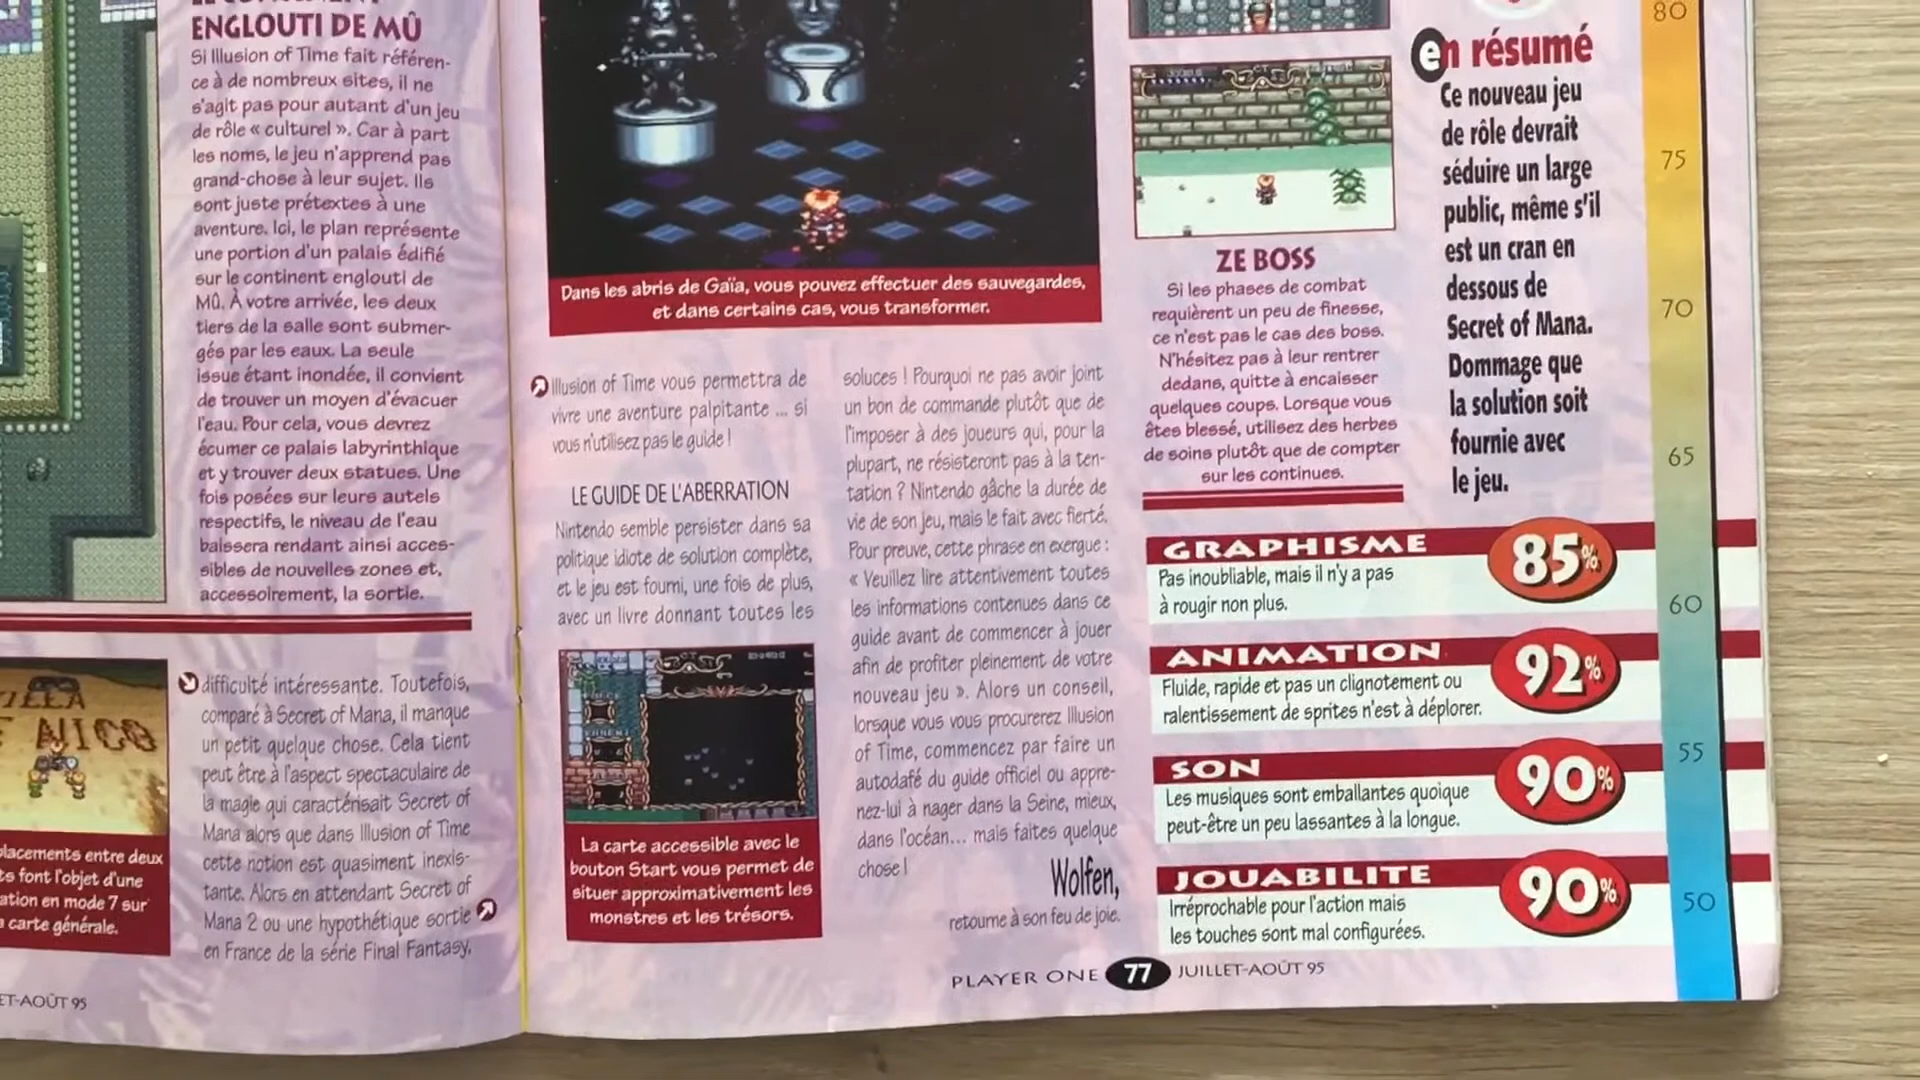 ENGLOUTI DE MÛ
Si Illusion of Time fait référen-
ce à de nombreux sites, il ne
s'agit pas pour autant d'un jeu
de rôle « culturel ». Car à part
les noms, le jeu n'apprend pas
grand-chose à leur sujet. Ils
sont juste prétextes à une
aventure. Ici, le plan représente
une portion d'un palais édifié
sur le continent englouti de
Mû. À votre arrivée, les deux
tiers de la salle sont submer-
gés par les eaux. La seule
issue étant inondée, il convient
de trouver un moyen d'évacuer
l'eau. Pour cela, vous devrez
écumer ce palais labyrinthique
et y trouver deux statues. Une
fois posées sur leurs autels
respectifs, le niveau de l'eau
baissera rendant ainsi acces-
sibles de nouvelles zones et,
accessoirement, la sortie.
NICO
lacements entre deux
ts font l'objet d'une
ation en mode 7 sur
carte générale.
difficulté intéressante. Toutefois,
comparé à Secret of Mana, il manque
un petit quelque chose. Cela tient
peut être à l'aspect spectaculaire de
la magie qui caractérisait Secret of
Mana alors que dans Illusion of Time
cette notion est quasiment inexis-
tante. Alors en attendant Secret of
Mana 2 ou une hypothétique sortie
en France de la série Final Fantasy,
ET-AOÛT 95
Dans les abris de Gaïa, vous pouvez effectuer des sauvegardes,
et dans certains cas, vous transformer.
Illusion of Time vous permettra de
vivre une aventure palpitante ... si
vous n'utilisez pas le guide !
LE GUIDE DE L'ABERRATION
Nintendo semble persister dans sa
politique idiote de solution complète,
et le jeu est fourni, une fois de plus,
avec un livre donnant toutes les
La carte accessible avec le
bouton Start vous permet de
situer approximativement les
monstres et les trésors.
soluces ! Pourquoi ne pas avoir joint
un bon de commande plutôt que de
l'imposer à des joueurs qui, pour la
plupart, ne résisteront pas à la ten-
tation ? Nintendo gâche la durée de
vie de son jeu, mais le fait avec fierté.
Pour preuve, cette phrase en exergue :
« Veuillez lire attentivement toutes
les informations contenues dans ce
guide avant de commencer à jouer
afin de profiter pleinement de votre
nouveau jeu ». Alors un conseil,
lorsque vous vous procurerez Illusion
of Time, commencez par faire un
autodafé du guide officiel ou appre-
nez-lui à nager dans la Seine, mieux,
dans l'océan... mais faites quelque
chose !
Wolfen,
retourne à son feu de joie.
ZE BOSS
Si les phases de combat
requièrent un peu de finesse,
ce n'est pas le cas des boss.
N'hésitez pas à leur rentrer
dedans, quitte à encaisser
quelques coups. Lorsque vous
êtes blessé, utilisez des herbes
de soins plutôt que de compter
sur les continues.
en résumé
Ce nouveau jeu
de rôle devrait
séduire un large
public, même s'il
est un cran en
dessous de
Secret of Mana.
Dommage que
la solution soit
fournie avec
le jeu.
GRAPHISME
85%
Pas inoubliable, mais il n'y a pas
à rougir non plus.
ANIMATION
92%
Fluide, rapide et pas un clignotement ou
ralentissement de sprites n'est à déplorer.
SON
90%
Les musiques sont emballantes quoique
peut-être un peu lassantes à la longue.
JOUABILITE
90%
Irréprochable pour l'action mais
les touches sont mal configurées.
80
75
70
65
60
55
50
PLAYER ONE 77 JUILLET-AOÛT 95